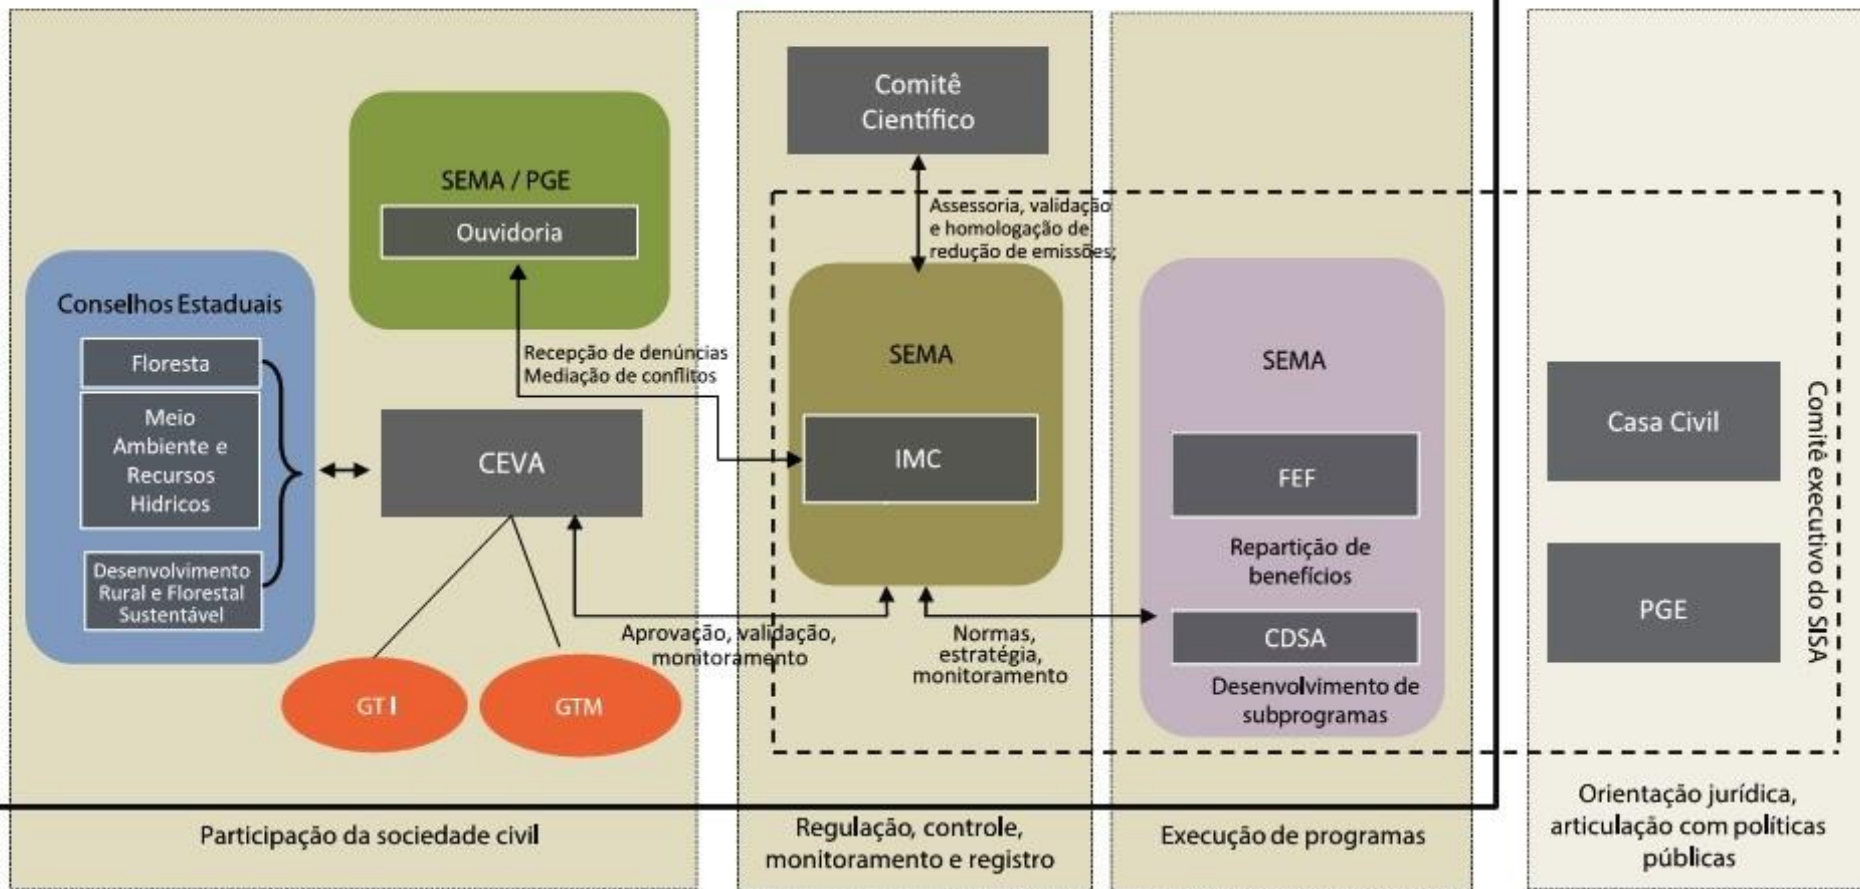 SEMA / PGE
Ouvidoria
Conselhos Estaduais
Floresta
Meio
Ambiente e
Recursos
Hidricos
Desenvolvimento
Rural e Florestal
Sustentável
Recepção de denúncias
Mediação de conflitos
CEVA
GT I
GTM
Aprovação, validação,
monitoramento
Participação da sociedade civil
Comitê
Científico
Assessoria, validação
e homologação de
redução de emissões;
SEMA
IMC
Normas,
estratégia,
monitoramento
Regulação, controle,
monitoramento e registro
SEMA
FEF
Repartição de
benefícios
CDSA
Desenvolvimento de
subprogramas
Execução de programas
Casa Civil
PGE
Comitê executivo do SISA
Orientação jurídica,
articulação com políticas
públicas